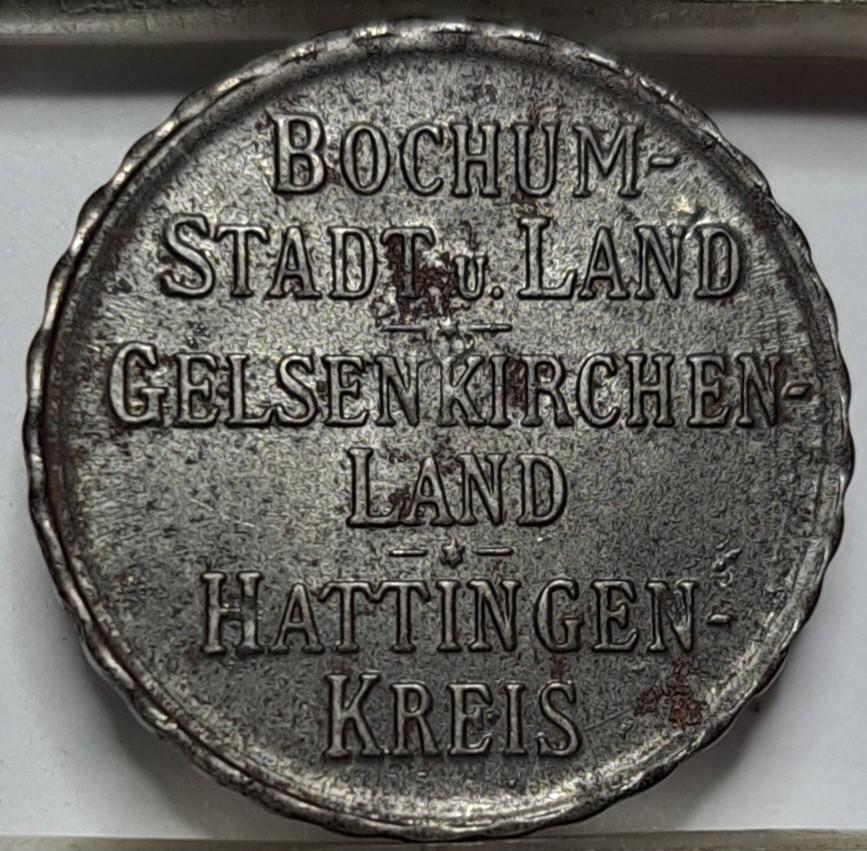 BOCHUM-
STADT u. LAND
GELSENKIRCHEN-
LAND
HATTINGEN-
KREIS